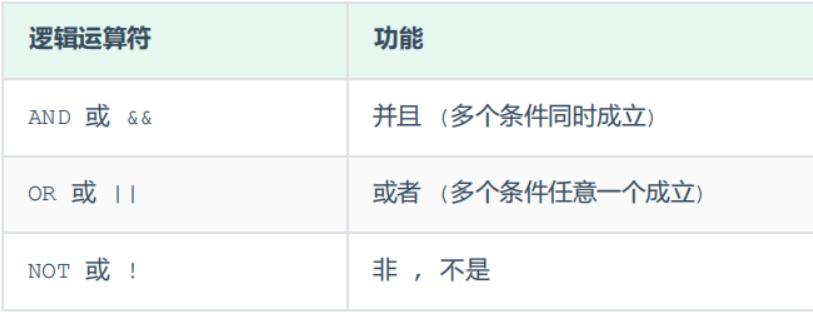 逻辑运算符 功能
AND 或 && 并且 (多个条件同时成立)
OR 或 || 或者 (多个条件任意一个成立)
NOT 或 ! 非 , 不是